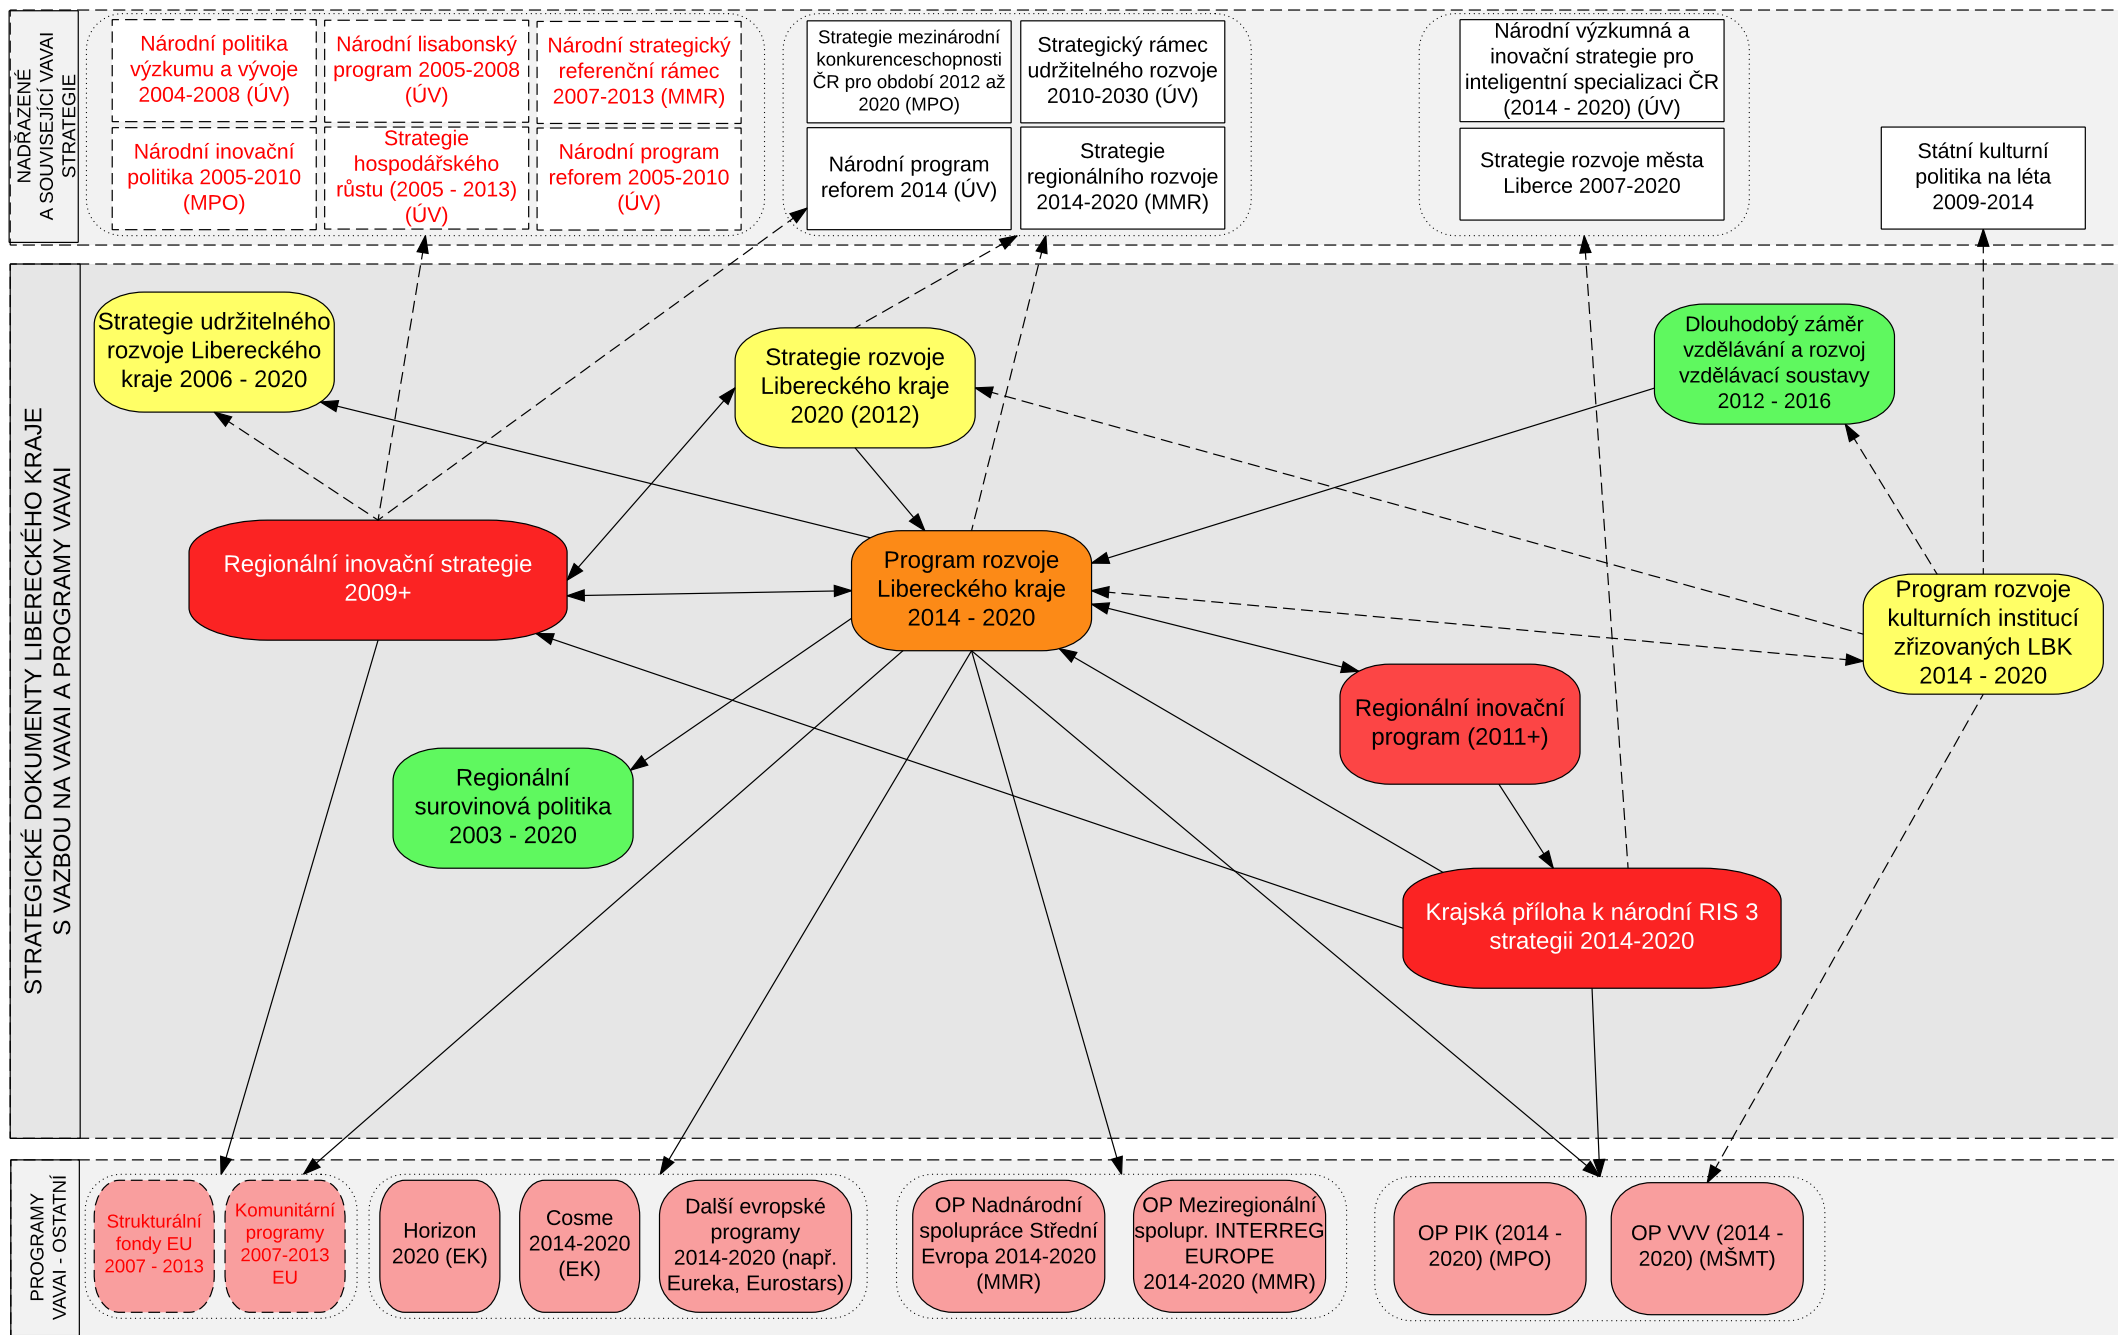 NADŘAZENÉ
A SOUVISEJÍCÍ VAVAI
STRATEGIE
Národní politika
výzkumu a vývoje
2004-2008 (ÚV)
Národní lisabonský
program 2005-2008
(ÚV)
Národní strategický
referenční rámec
2007-2013 (MMR)
Národní inovační
politika 2005-2010
(MPO)
Strategie
hospodářského
růstu (2005 - 2013)
(ÚV)
Národní program
reforem 2005-2010
(ÚV)
Strategie mezinárodní
konkurenceschopnosti
ČR pro období 2012 až
2020 (MPO)
Strategický rámec
udržitelného rozvoje
2010-2030 (ÚV)
Národní program
reforem 2014 (ÚV)
Strategie
regionálního rozvoje
2014-2020 (MMR)
Národní výzkumná a
inovační strategie pro
inteligentní specializaci ČR
(2014 - 2020) (ÚV)
Strategie rozvoje města
Liberce 2007-2020
Státní kulturní
politika na léta
2009-2014
STRATEGICKÉ DOKUMENTY LIBERECKÉHO KRAJE
S VAZBOU NA VAVAI A PROGRAMY VAVAI
Strategie udržitelného
rozvoje Libereckého
kraje 2006 - 2020
Strategie rozvoje
Libereckého kraje
2020 (2012)
Dlouhodobý záměr
vzdělávání a rozvoj
vzdělávací soustavy
2012 - 2016
Regionální inovační strategie
2009+
Program rozvoje
Libereckého kraje
2014 - 2020
Program rozvoje
kulturních institucí
zřizovaných LBK
2014 - 2020
Regionální inovační
program (2011+)
Regionální
surovinová politika
2003 - 2020
Krajská příloha k národní RIS 3
strategii 2014-2020
PROGRAMY
VAVAI - OSTATNÍ
Strukturální
fondy EU
2007 - 2013
Komunitární
programy
2007-2013
EU
Horizon
2020 (EK)
Cosme
2014-2020
(EK)
Další evropské
programy
2014-2020 (např.
Eureka, Eurostars)
OP Nadnárodní
spolupráce Střední
Evropa 2014-2020
(MMR)
OP Meziregionální
spolupr. INTERREG
EUROPE
2014-2020 (MMR)
OP PIK (2014 -
2020) (MPO)
OP VVV (2014 -
2020) (MŠMT)